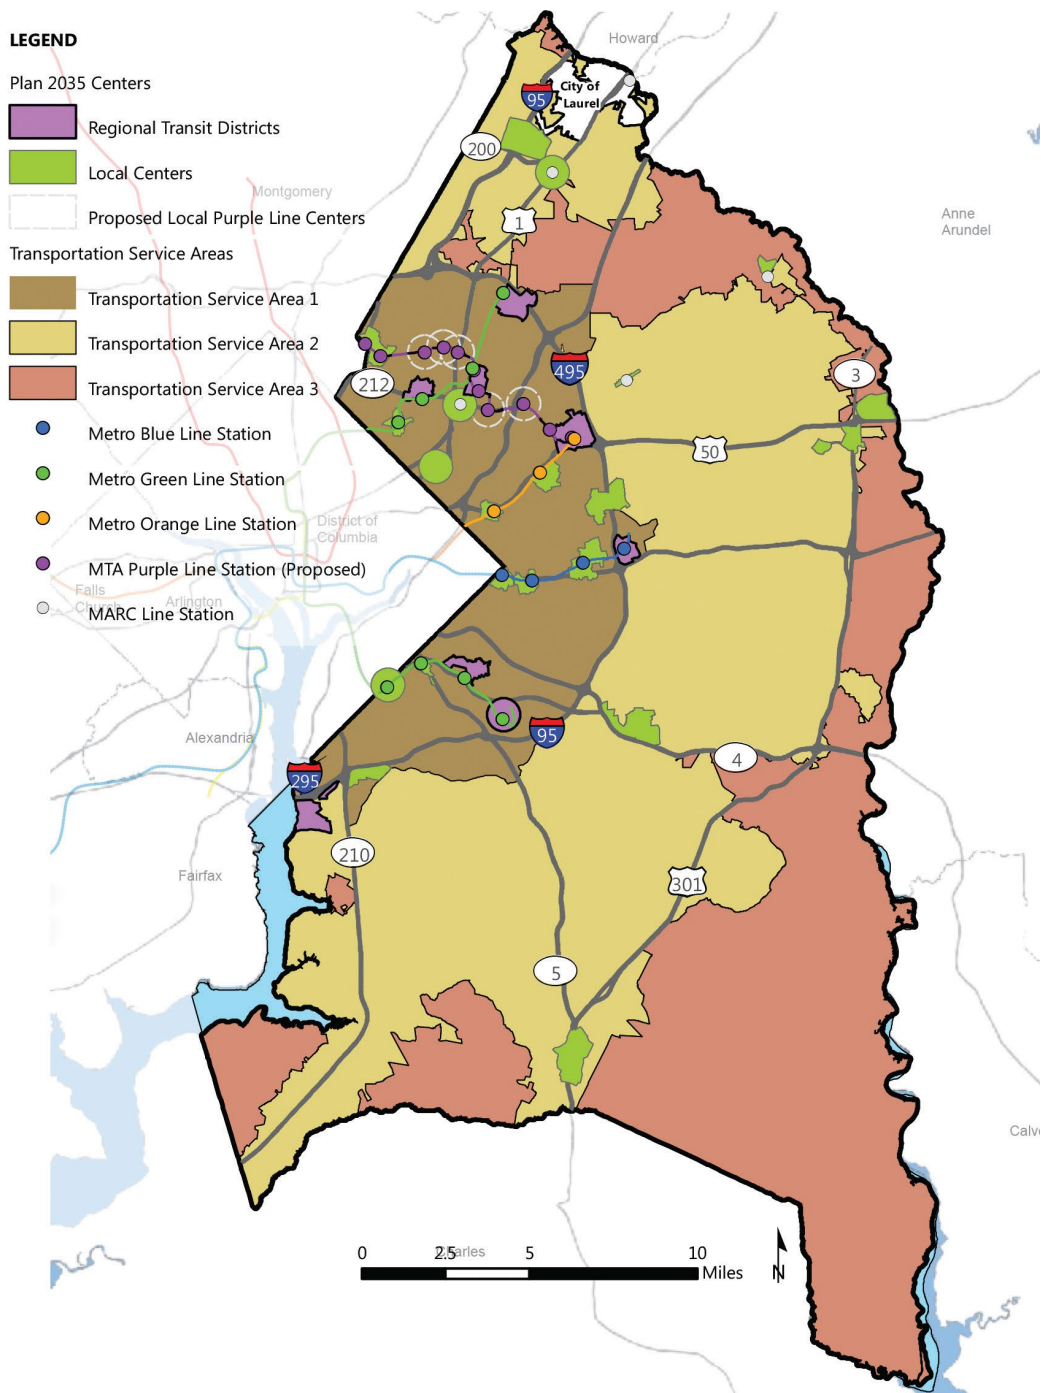 LEGEND
Plan 2035 Centers
Regional Transit Districts
Local Centers
Proposed Local Purple Line Centers
Transportation Service Areas
Transportation Service Area 1
Transportation Service Area 2
Transportation Service Area 3
Metro Blue Line Station
Metro Green Line Station
Metro Orange Line Station
MTA Purple Line Station (Proposed)
MARC Line Station
Howard
City of
Laurel
95
200
Montgomery
1
Anne
Arundel
495
212
3
50
District of
Columbia
Falls
Church
Arlington
Alexandria
95
4
295
210
Fairfax
301
5
Calv
Charles
0 2.5 5 10
Miles
N